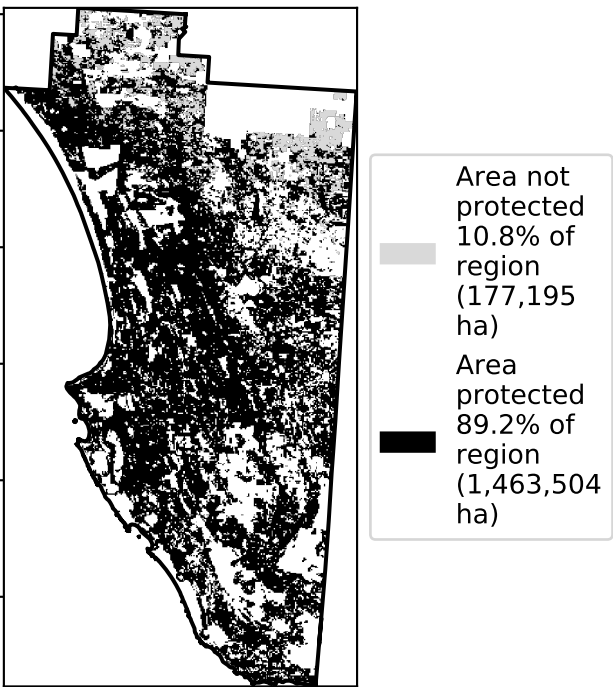 Area not
protected
10.8% of
region
(177,195
ha)
Area
protected
89.2% of
region
(1,463,504
ha)